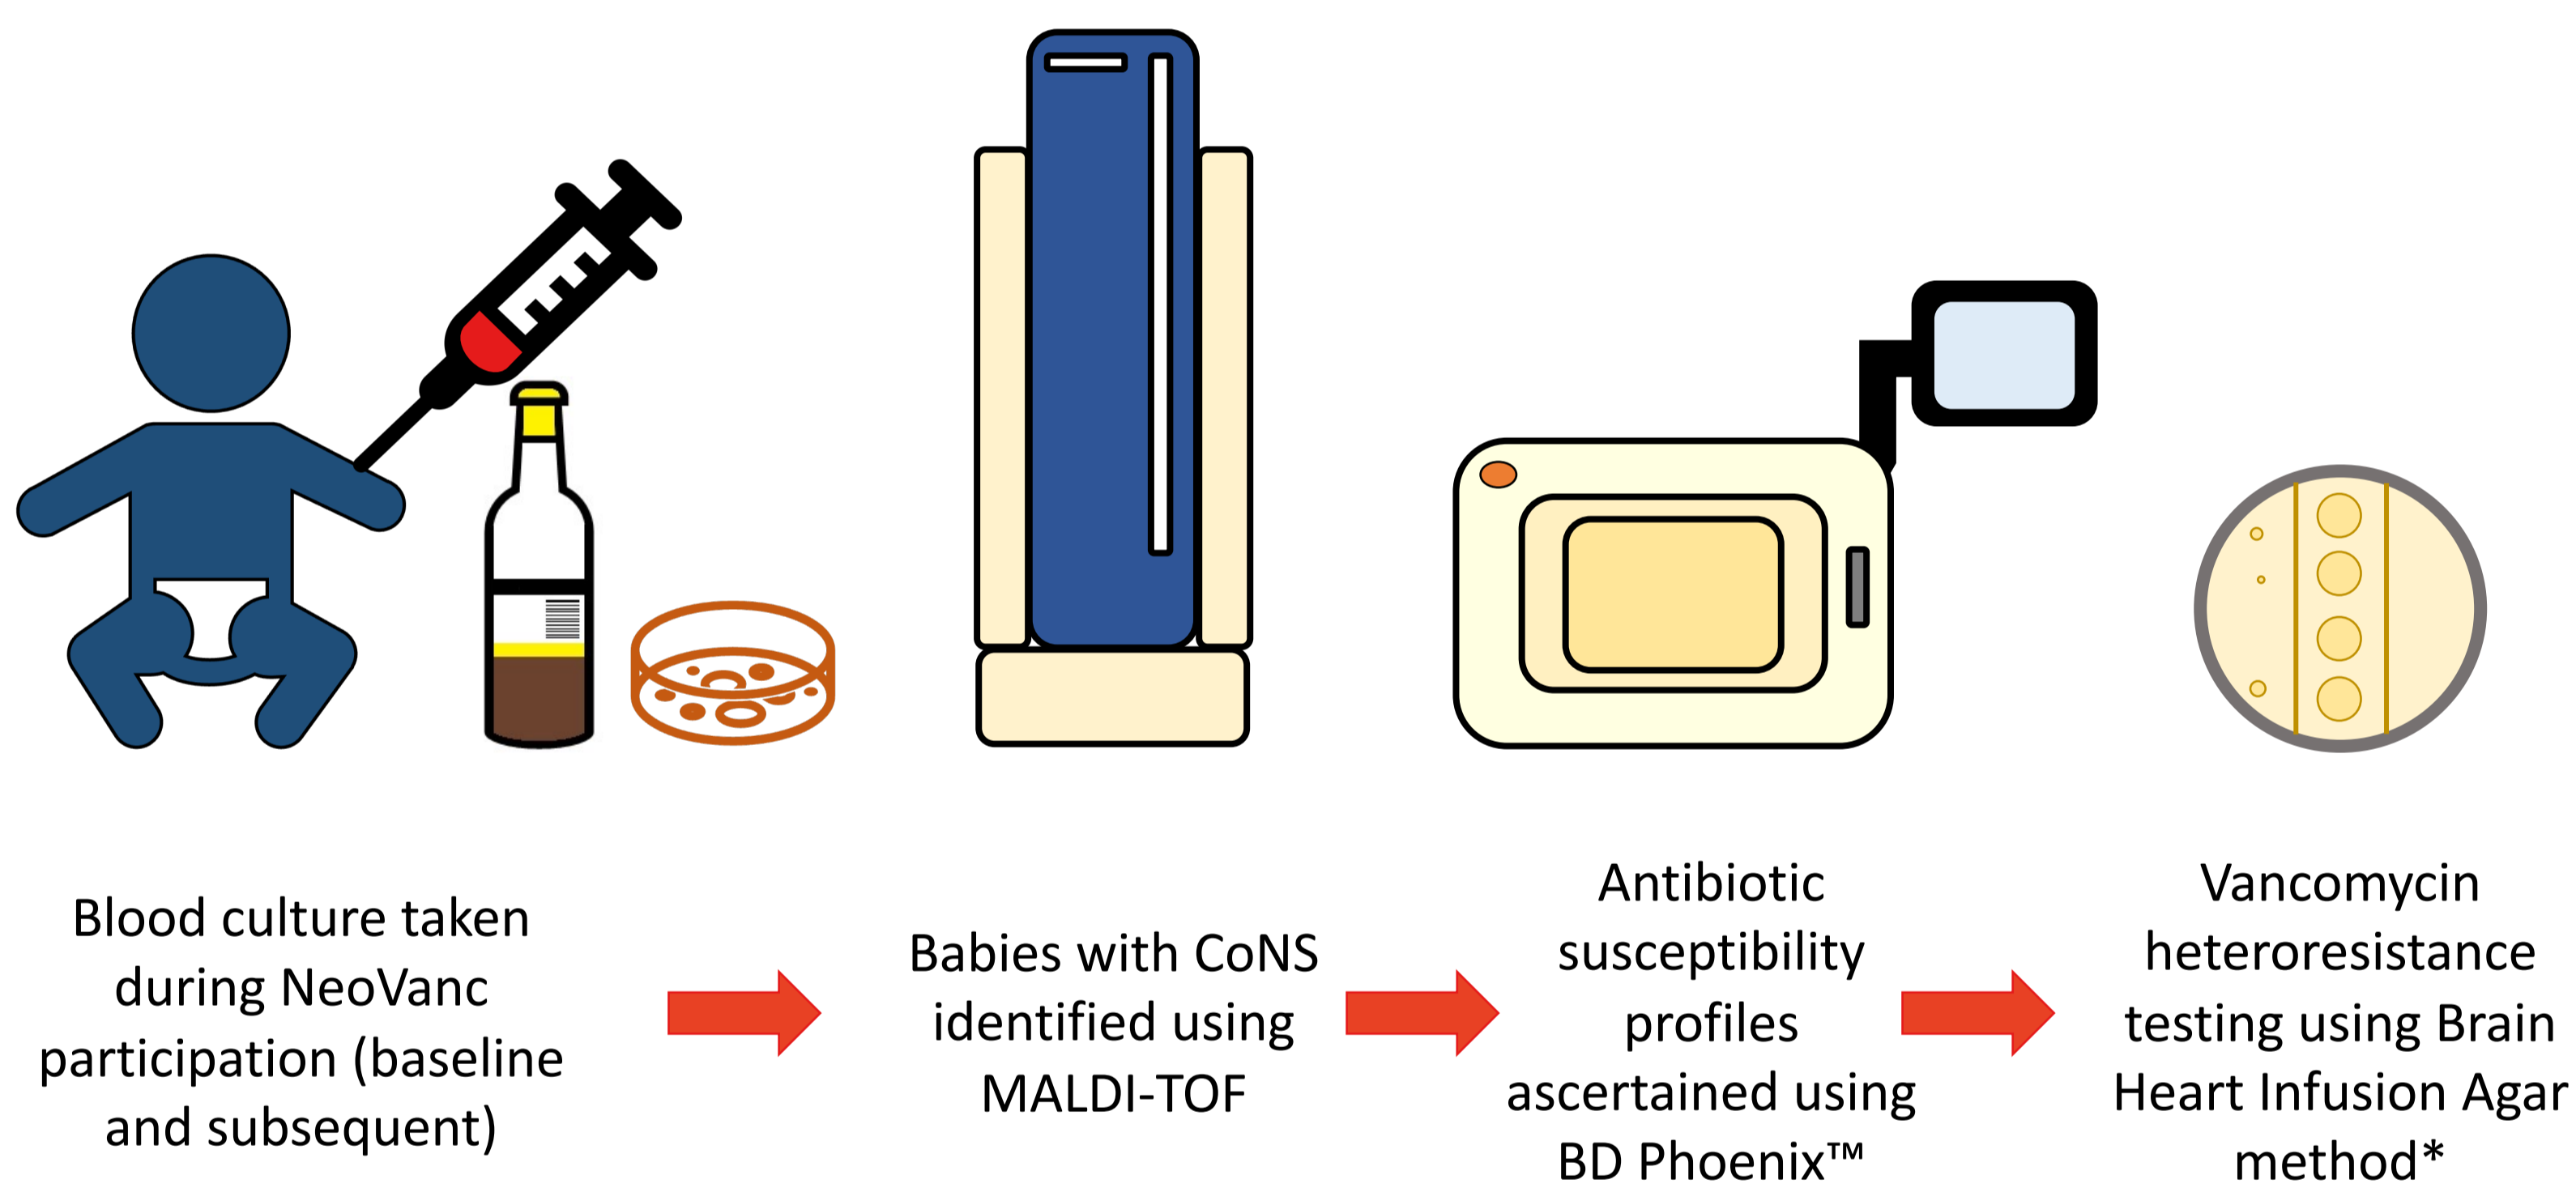 Blood culture taken
during NeoVanc
participation (baseline
and subsequent)
Babies with CoNS
identified using
MALDI-TOF
Antibiotic
susceptibility
profiles
ascertained using
BD Phoenix™
Vancomycin
heteroresistance
testing using Brain
Heart Infusion Agar
method*